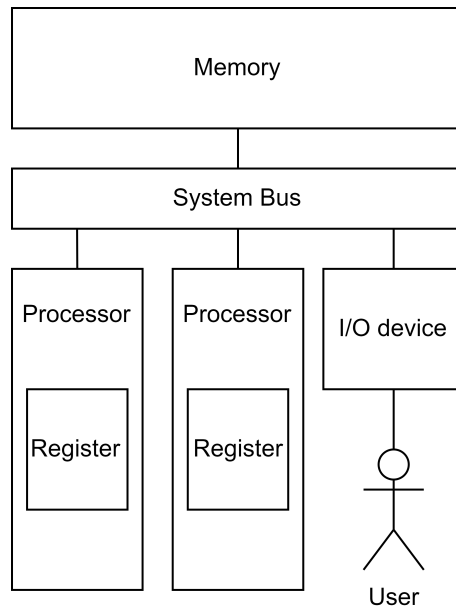 Memory
System Bus
Processor
Processor
I/O device
Register
Register
User